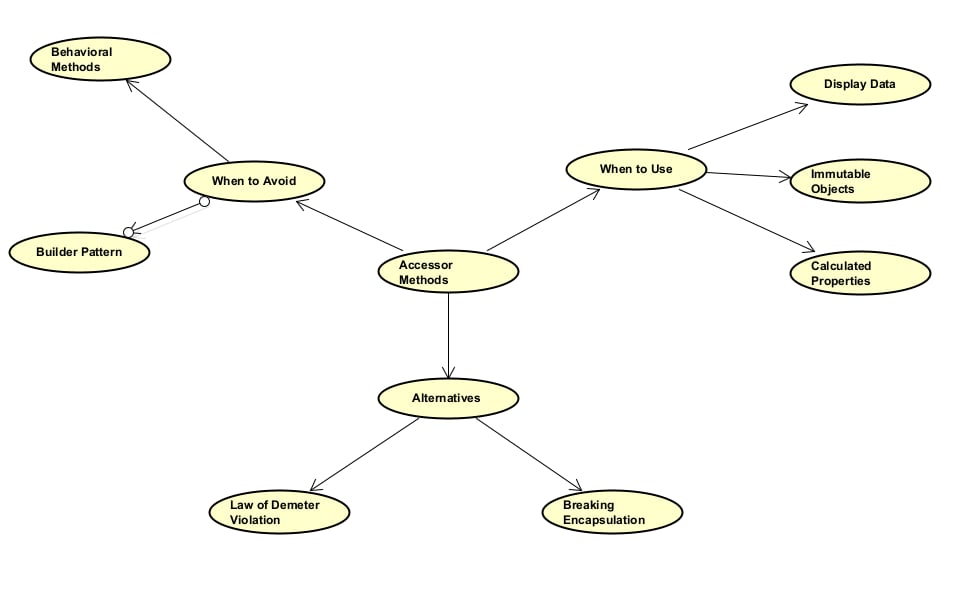 Behavioral
Methods
Display Data
When to Avoid
When to Use
Immutable
Objects
Builder Pattern
Accessor
Methods
Calculated
Properties
Alternatives
Law of Demeter
Violation
Breaking
Encapsulation